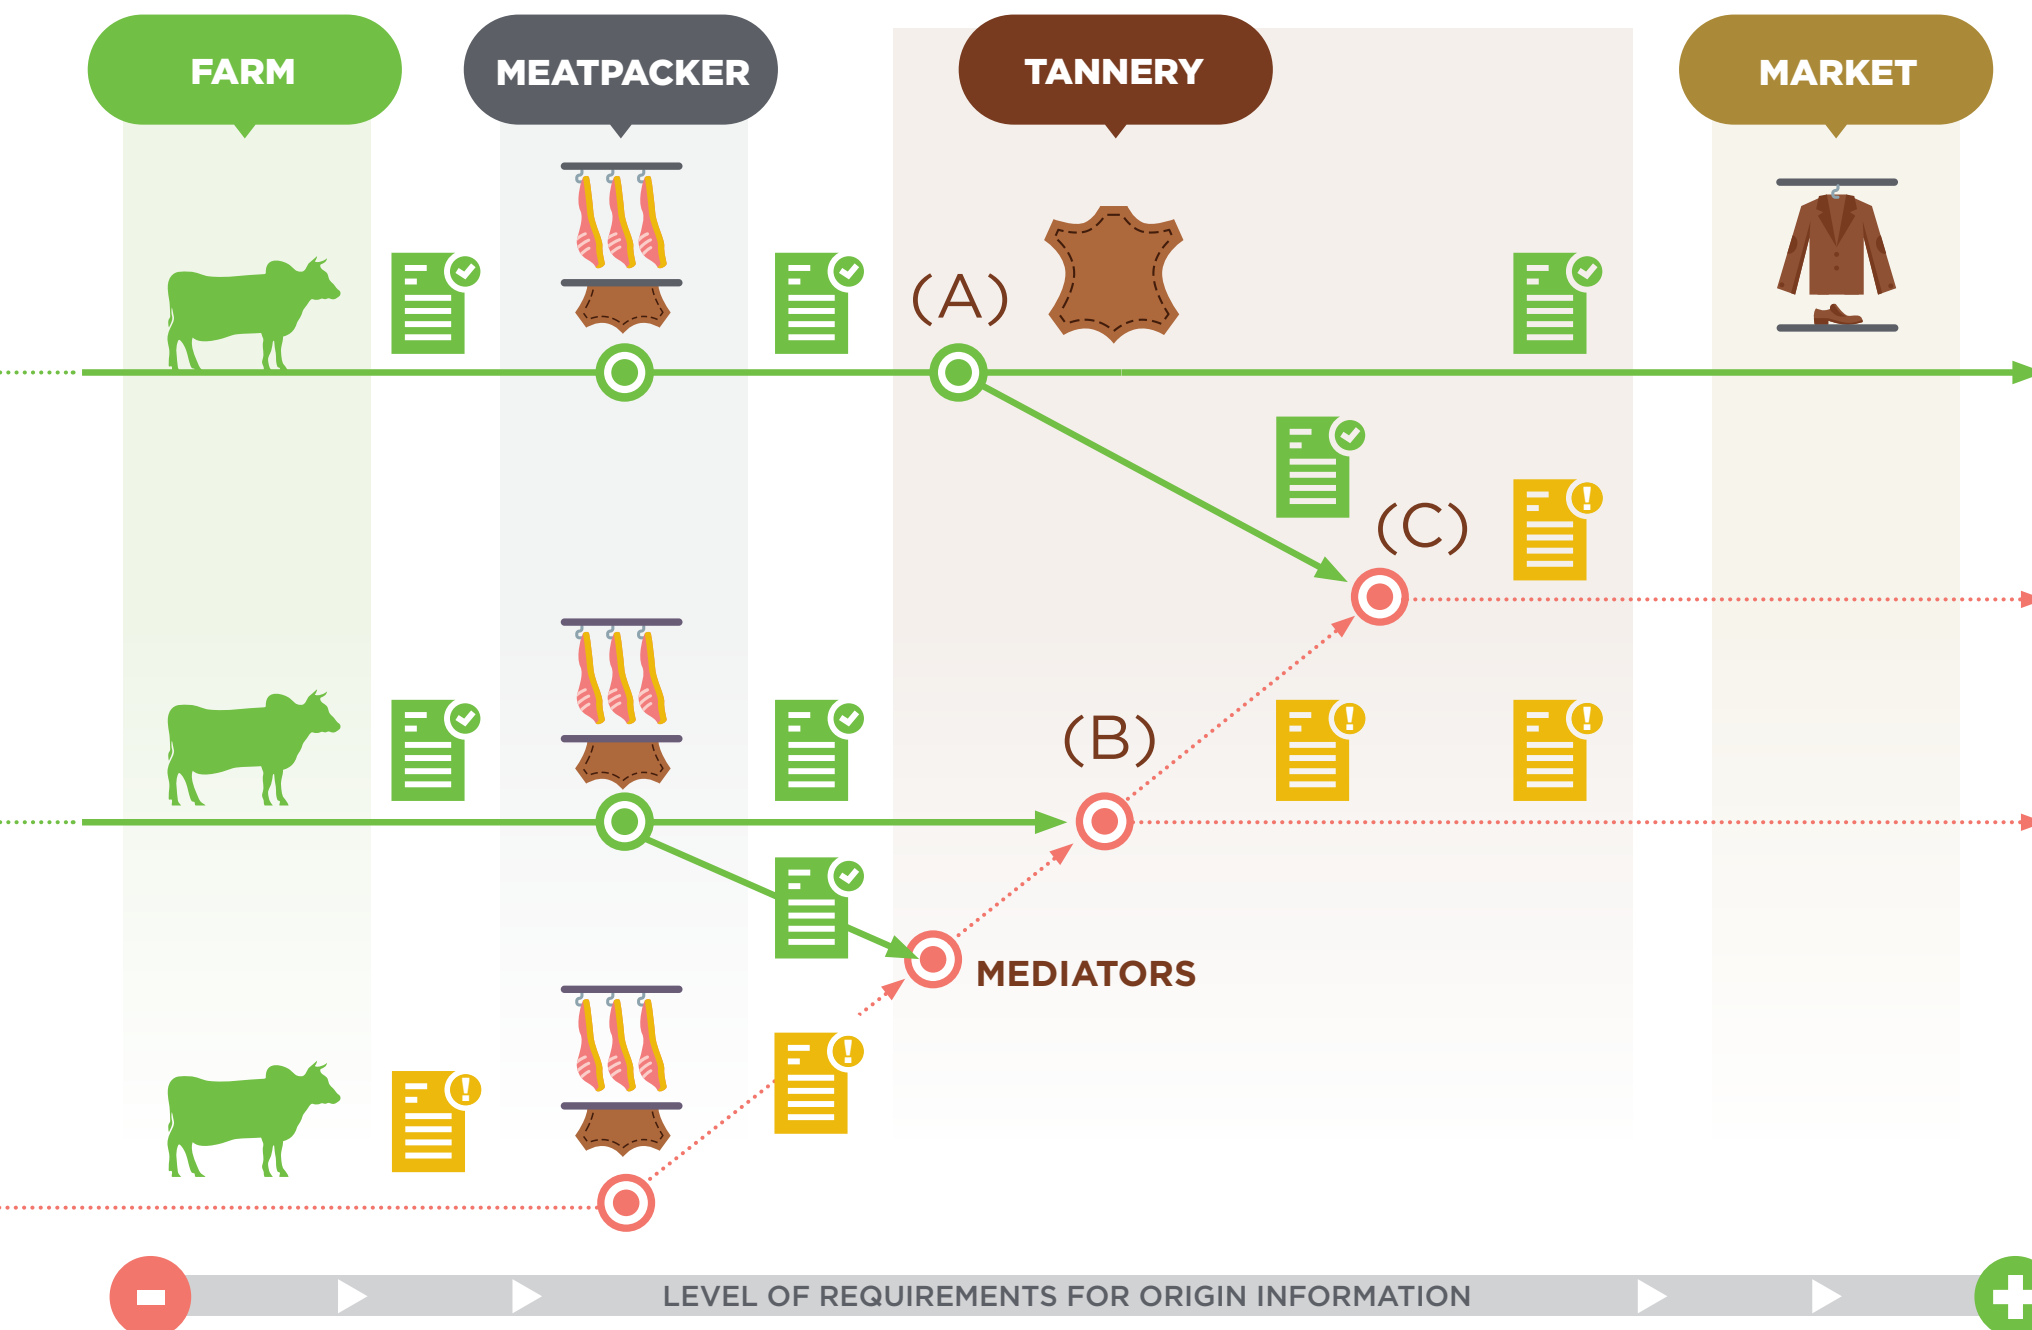 FARM
MEATPACKER
TANNERY
MARKET
(A)
(C)
(B)
MEDIATORS
LEVEL OF REQUIREMENTS FOR ORIGIN INFORMATION